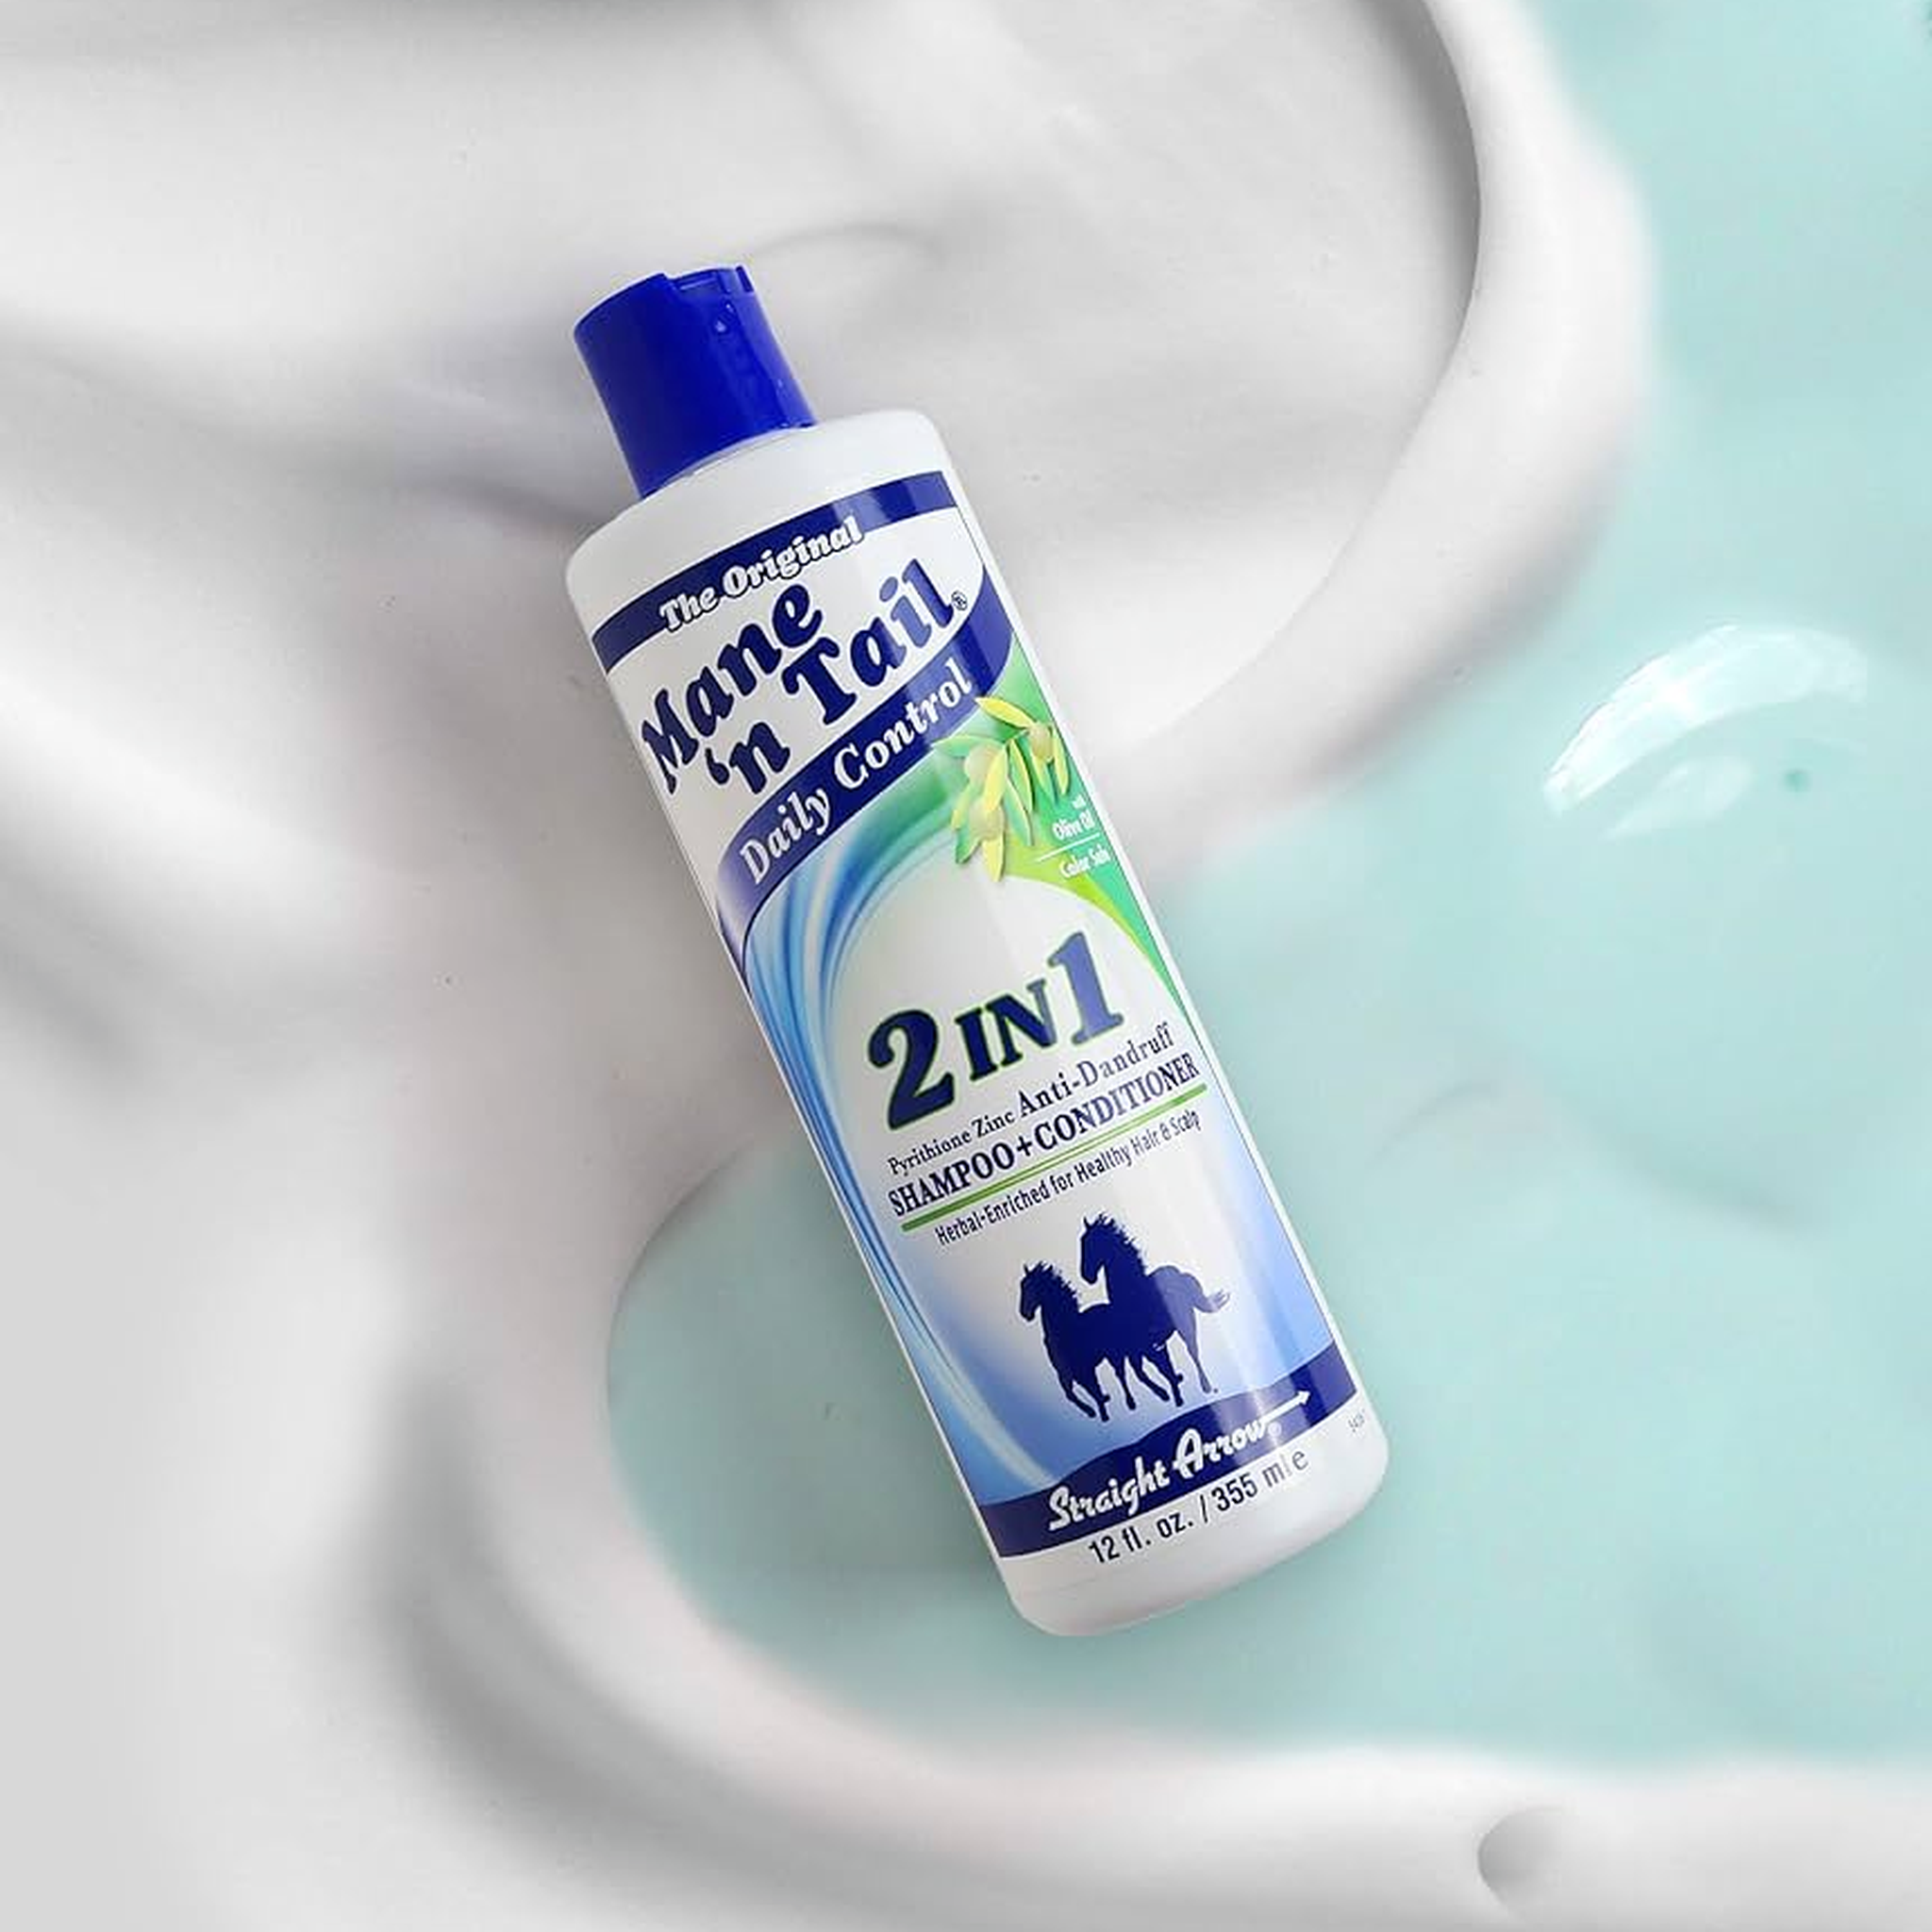 The Original
Mane
'n Tail®
Daily Control
with
Olive Oil
Color Safe
2 IN 1
Pyrithione Zinc Anti-Dandruff
SHAMPOO+CONDITIONER
Herbal-Enriched for Healthy Hair & Scalp
Straight Arrow®
12 fl. oz. / 355 ml e